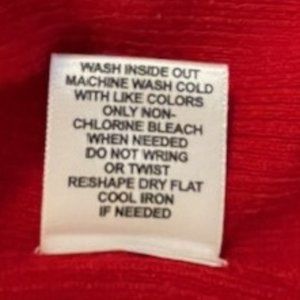 WASH INSIDE OUT
MACHINE WASH COLD
WITH LIKE COLORS
ONLY NON-
CHLORINE BLEACH
WHEN NEEDED
DO NOT WRING
OR TWIST
RESHAPE DRY FLAT
COOL IRON
IF NEEDED